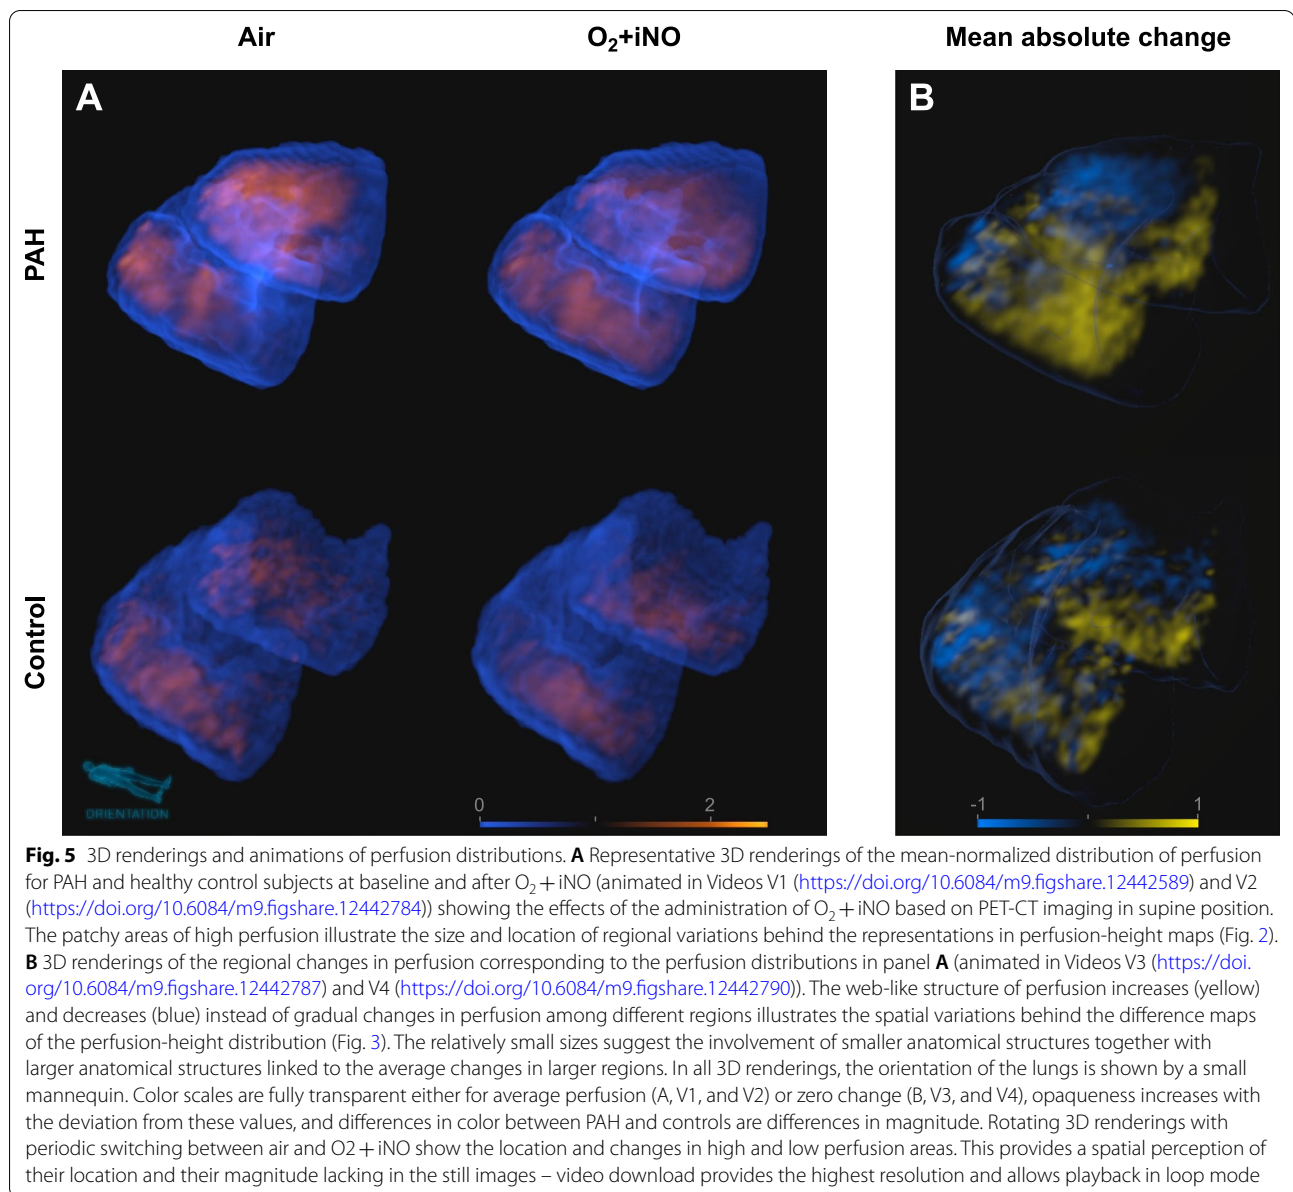 Air O₂+iNO Mean absolute change
A B
PAH
Control
ORIENTATION
0 2
-1 1
Fig. 5 3D renderings and animations of perfusion distributions. A Representative 3D renderings of the mean-normalized distribution of perfusion
for PAH and healthy control subjects at baseline and after O₂ + iNO (animated in Videos V1 (https://doi.org/10.6084/m9.figshare.12442589) and V2
(https://doi.org/10.6084/m9.figshare.12442784)) showing the effects of the administration of O₂ + iNO based on PET-CT imaging in supine position.
The patchy areas of high perfusion illustrate the size and location of regional variations behind the representations in perfusion-height maps (Fig. 2).
B 3D renderings of the regional changes in perfusion corresponding to the perfusion distributions in panel A (animated in Videos V3 (https://doi.
org/10.6084/m9.figshare.12442787) and V4 (https://doi.org/10.6084/m9.figshare.12442790)). The web-like structure of perfusion increases (yellow)
and decreases (blue) instead of gradual changes in perfusion among different regions illustrates the spatial variations behind the difference maps
of the perfusion-height distribution (Fig. 3). The relatively small sizes suggest the involvement of smaller anatomical structures together with
larger anatomical structures linked to the average changes in larger regions. In all 3D renderings, the orientation of the lungs is shown by a small
mannequin. Color scales are fully transparent either for average perfusion (A, V1, and V2) or zero change (B, V3, and V4), opaqueness increases with
the deviation from these values, and differences in color between PAH and controls are differences in magnitude. Rotating 3D renderings with
periodic switching between air and O2 + iNO show the location and changes in high and low perfusion areas. This provides a spatial perception of
their location and their magnitude lacking in the still images – video download provides the highest resolution and allows playback in loop mode